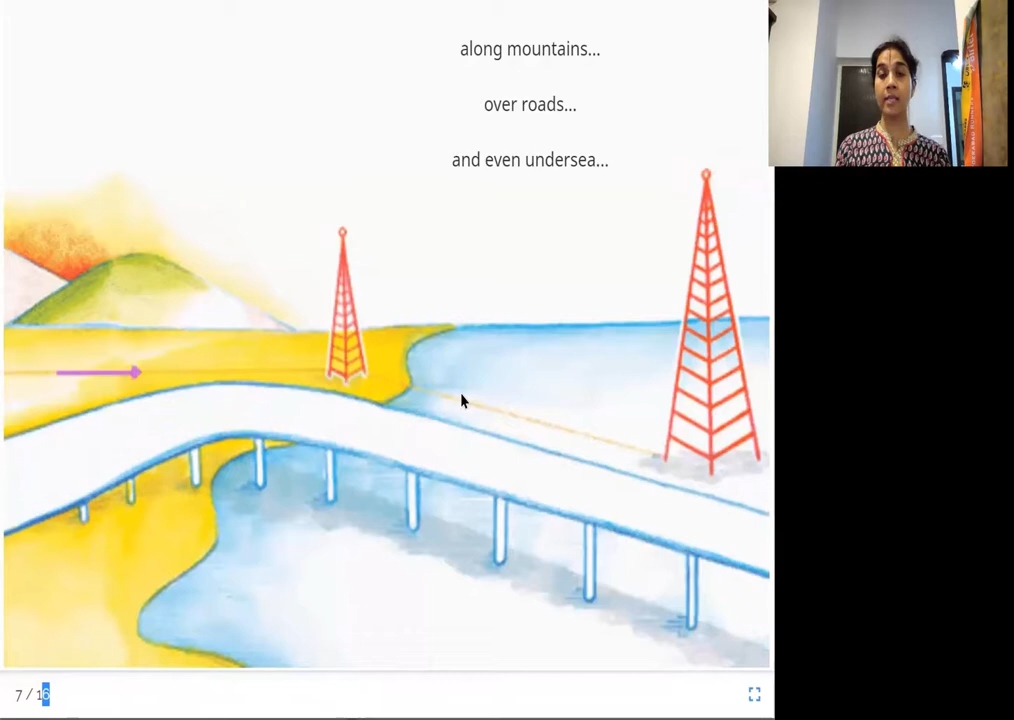 along mountains...
over roads...
and even undersea...
7 / 16